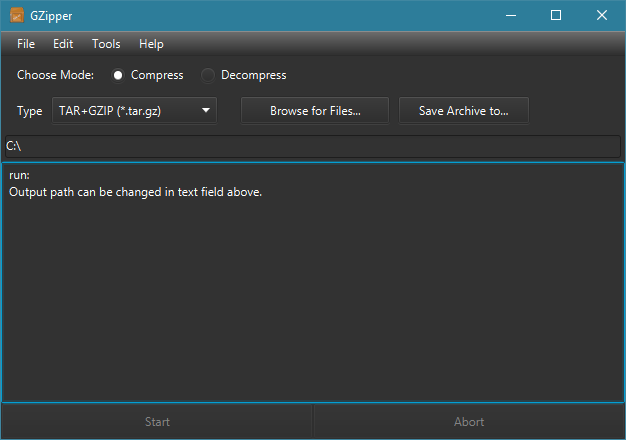 GZipper
File Edit Tools Help
Choose Mode: Compress Decompress
Type TAR+GZIP (*.tar.gz) Browse for Files... Save Archive to...
C:\
run:
Output path can be changed in text field above.
Start Abort